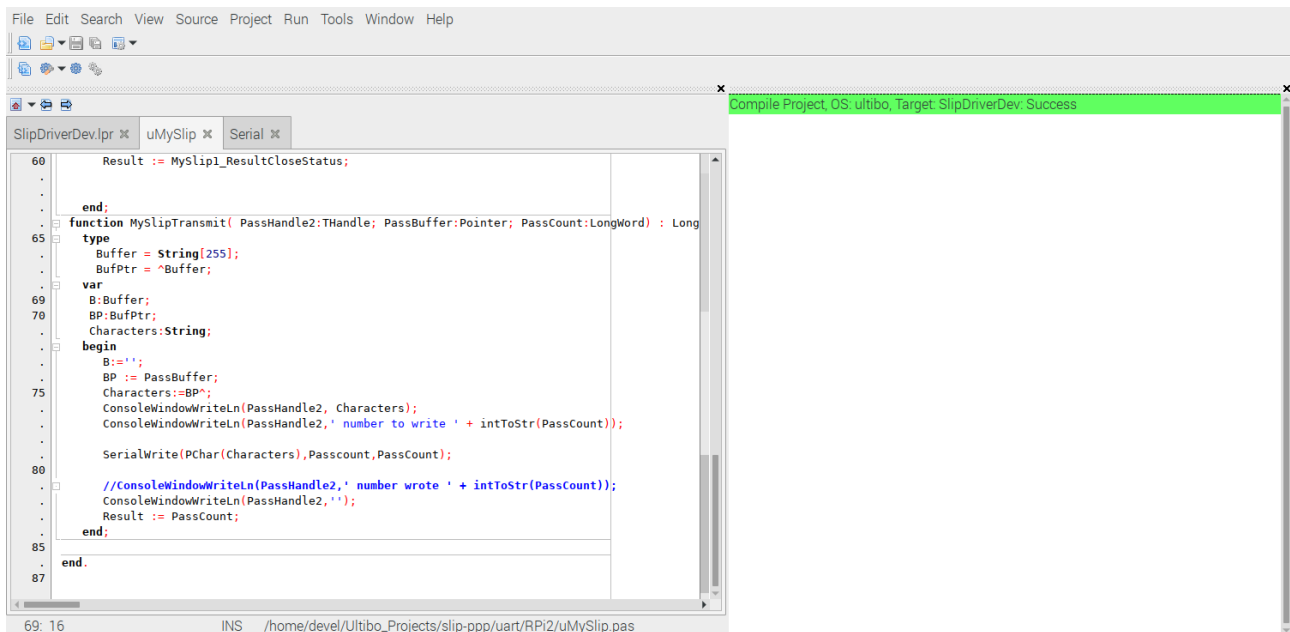 File Edit Search View Source Project Run Tools Window Help
Compile Project, OS: ultibo, Target: SlipDriverDev: Success
SlipDriverDev.lpr uMySlip Serial
60 Result := MySlip1_ResultCloseStatus;
.
.
. end;
. function MySlipTransmit( PassHandle2:THandle; PassBuffer:Pointer; PassCount:LongWord) : Long
65 type
. Buffer = String[255];
. BufPtr = ^Buffer;
. var
69 B:Buffer;
70 BP:BufPtr;
. Characters:String;
. begin
. B:='';
. BP := PassBuffer;
75 Characters:=BP^;
. ConsoleWindowWriteLn(PassHandle2, Characters);
. ConsoleWindowWriteLn(PassHandle2,' number to write ' + intToStr(PassCount));
.
. SerialWrite(PChar(Characters),Passcount,PassCount);
80
. //ConsoleWindowWriteLn(PassHandle2,' number wrote ' + intToStr(PassCount));
. ConsoleWindowWriteLn(PassHandle2,'');
. Result := PassCount;
. end;
85
. end.
87
69: 16 INS /home/devel/Ultibo_Projects/slip-ppp/uart/RPi2/uMySlip.pas